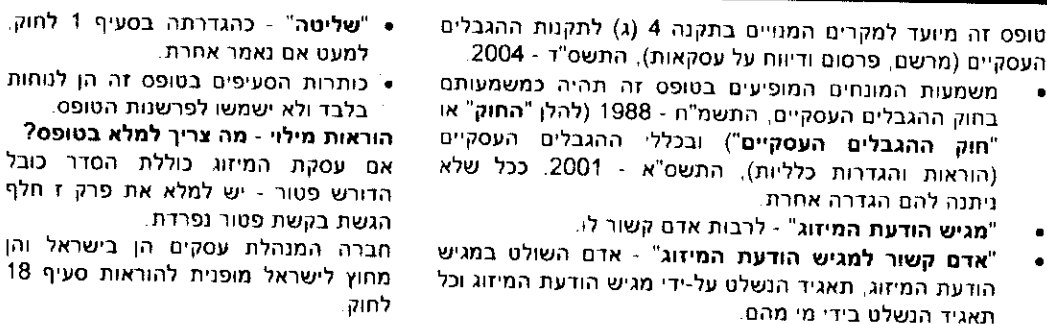 טופס זה מיועד למקרים המנויים בתקנה 4 (ג) לתקנות ההגבלים
העסקיים (מרשם, פרסום ודיווח על עסקאות), התשס"ד - 2004.
• משמעות המונחים המופיעים בטופס זה תהיה כמשמעותם
בחוק ההגבלים העסקיים, התשמ"ח - 1988 (להלן "החוק" או
"חוק ההגבלים העסקיים") ובכללי ההגבלים העסקיים
(הוראות והגדרות כלליות), התשס"א - 2001. ככל שלא
ניתנה להם הגדרה אחרת.
• "מגיש הודעת המיזוג" - לרבות אדם קשור לו.
• "אדם קשור למגיש הודעת המיזוג" - אדם השולט במגיש
הודעת המיזוג, תאגיד הנשלט על-ידי מגיש הודעת המיזוג וכל
תאגיד הנשלט בידי מי מהם.
• "שליטה" - כהגדרתה בסעיף 1 לחוק,
למעט אם נאמר אחרת.
• כותרות הסעיפים בטופס זה הן לנוחות
בלבד ולא ישמשו לפרשנות הטופס.
הוראות מילוי - מה צריך למלא בטופס?
אם עסקת המיזוג כוללת הסדר כובל
הדורש פטור - יש למלא את פרק ז חלף
הגשת בקשת פטור נפרדת.
חברה המנהלת עסקים הן בישראל והן
מחוץ לישראל מופנית להוראות סעיף 18
לחוק.